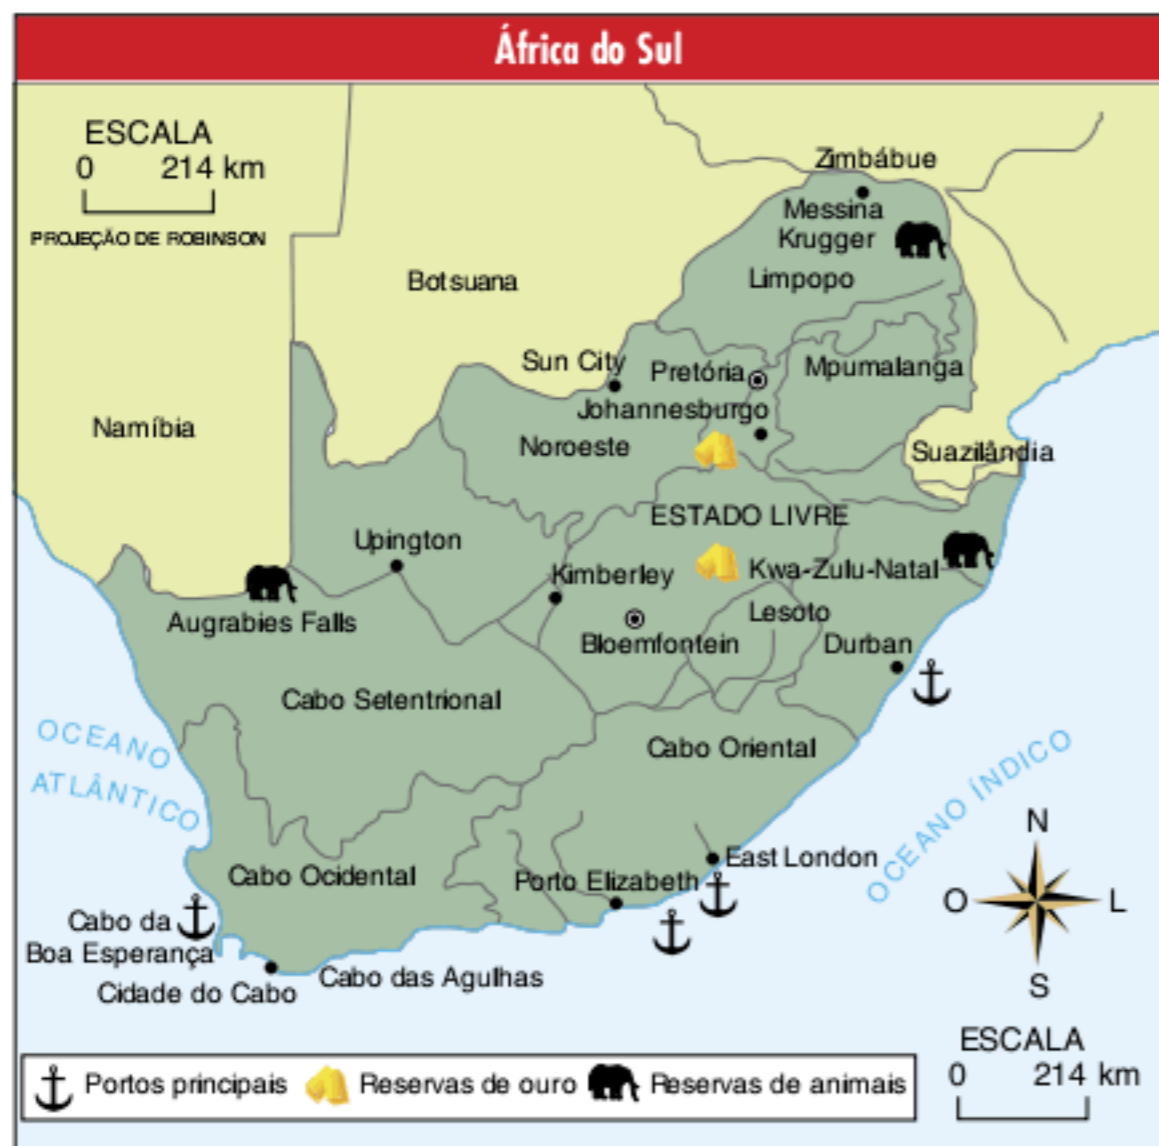 África do Sul
ESCALA
0 214 km
PROJEÇÃO DE ROBINSON
Zimbábue
Messina
Krugger
Limpopo
Botsuana
Sun City
Pretória
Mpumalanga
Johannesburgo
Namíbia
Noroeste
Suazilândia
ESTADO LIVRE
Upington
Kimberley
Kwa-Zulu-Natal
Augrabies Falls
Lesoto
Bloemfontein
Durban
Cabo Setentrional
OCEANO
ATLÂNTICO
Cabo Oriental
OCEANO ÍNDICO
N
O L
S
East London
Cabo Ocidental
Porto Elizabeth
Cabo da
Boa Esperança
Cabo das Agulhas
Cidade do Cabo
ESCALA
0 214 km
Portos principais
Reservas de ouro
Reservas de animais